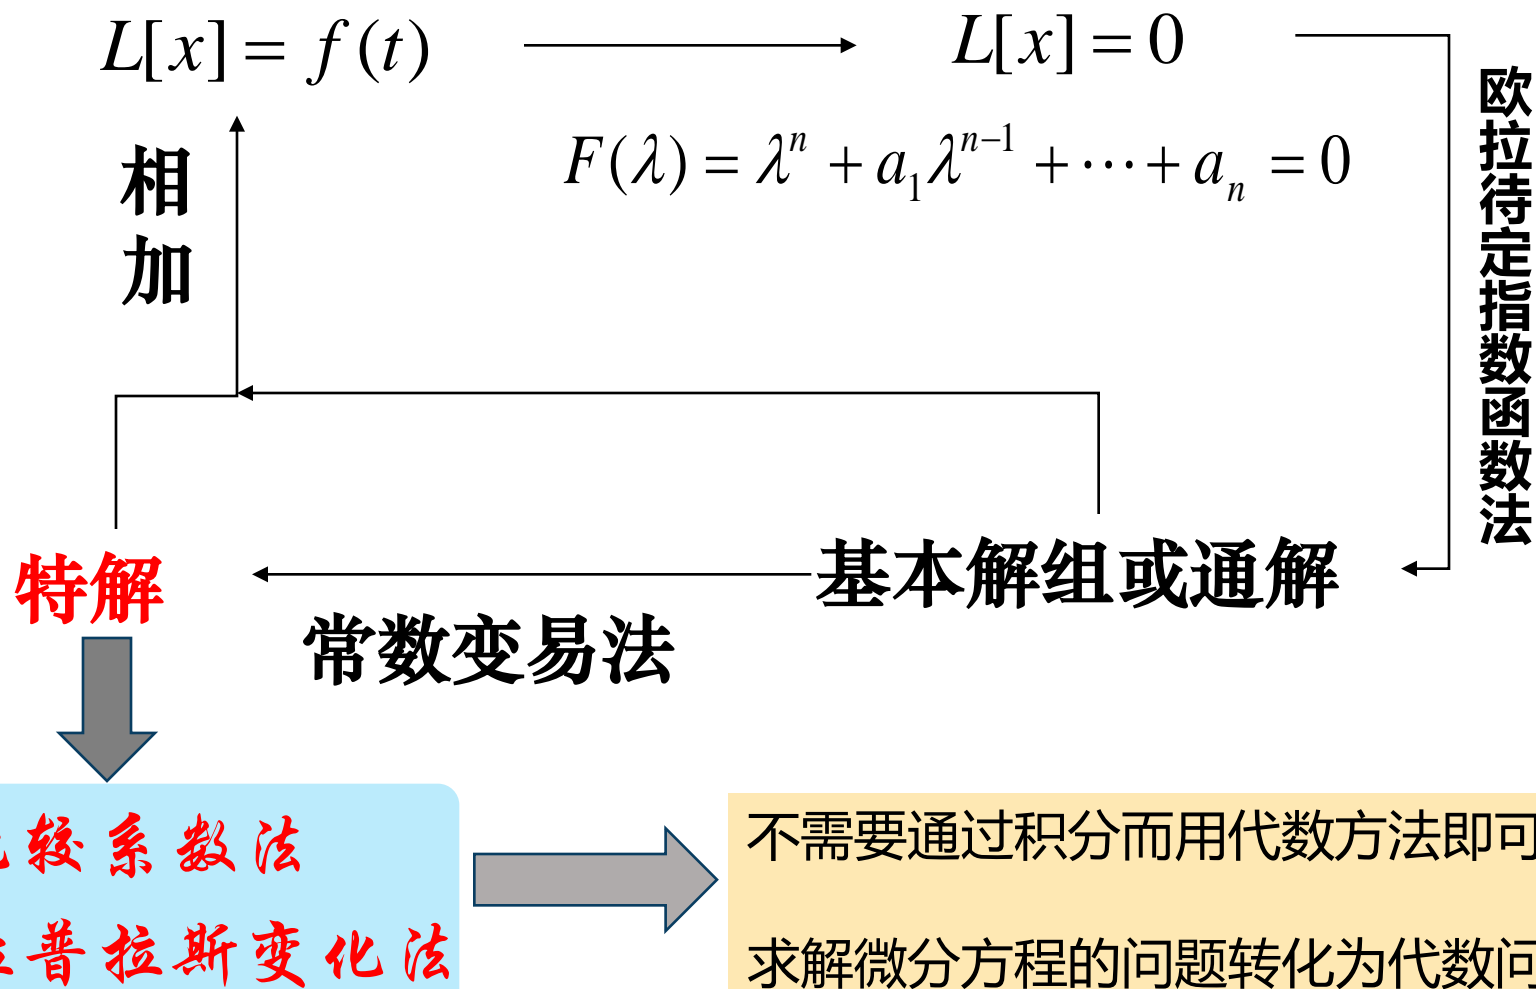 L[x] = f(t)
L[x] = 0
F(λ) = λ^n + a_1λ^{n-1} + ⋯ + a_n = 0
欧拉待定指数函数法
相
加
特解
基本解组或通解
常数变易法
较系数法
普拉斯变化法
不需要通过积分而用代数方法即可
求解微分方程的问题转化为代数问